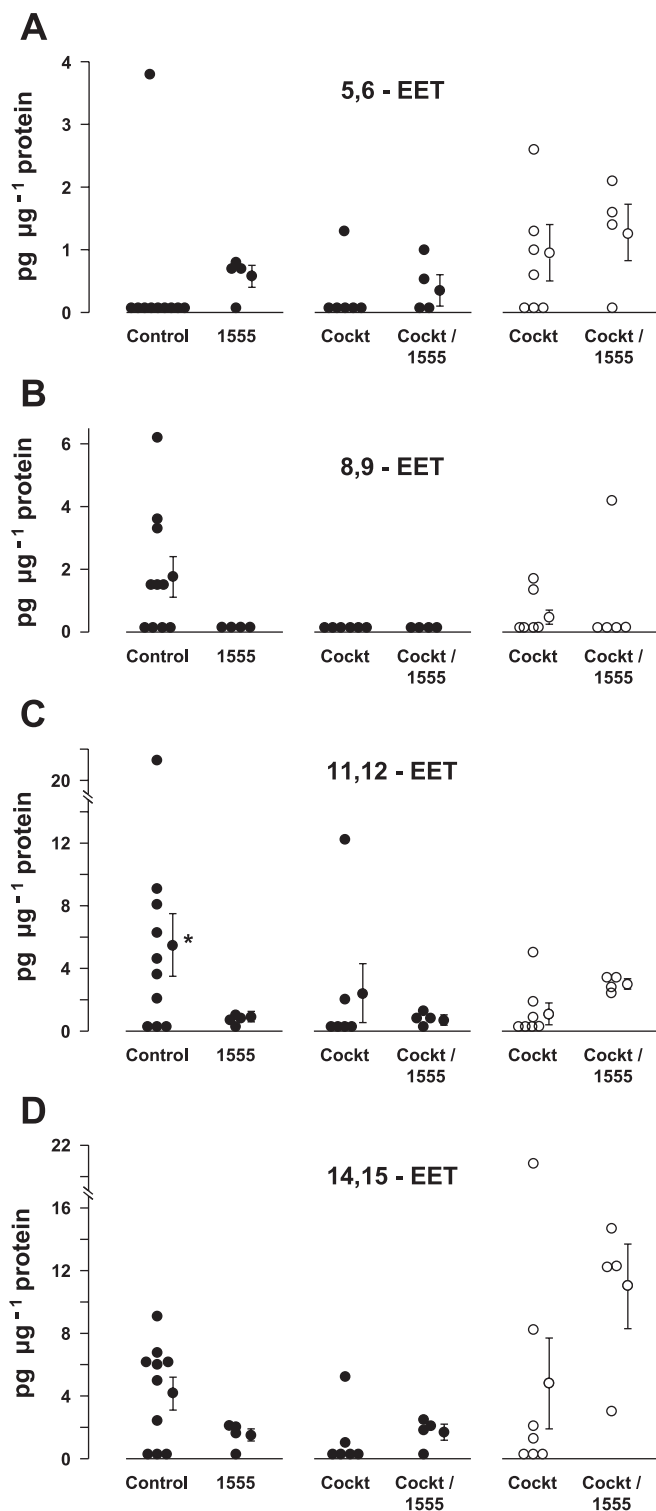 A
5,6 - EET
pg µg⁻¹ protein
4
3
2
1
0
Control 1555 Cockt Cockt / 1555 Cockt Cockt / 1555
B
8,9 - EET
pg µg⁻¹ protein
6
4
2
0
Control 1555 Cockt Cockt / 1555 Cockt Cockt / 1555
C
11,12 - EET
pg µg⁻¹ protein
20
12
8
4
0
*
Control 1555 Cockt Cockt / 1555 Cockt Cockt / 1555
D
14,15 - EET
pg µg⁻¹ protein
22
16
12
8
4
0
Control 1555 Cockt Cockt / 1555 Cockt Cockt / 1555